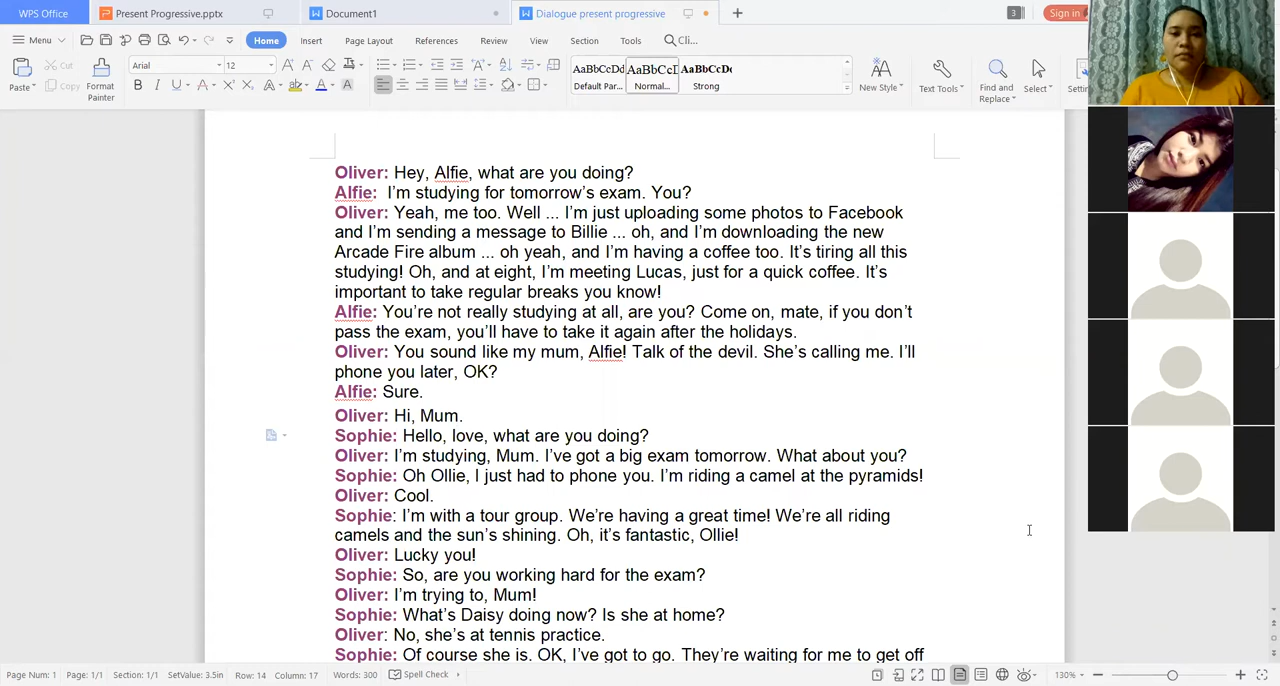 WPS Office
Present Progressive.pptx
Document1
Dialogue present progressive
3
Sign in
Menu
Home
Insert
Page Layout
References
Review
View
Section
Tools
Cli...
Paste
Cut
Copy
Format
Painter
Arial
12
AaBbCcDd
Default Par...
AaBbCcD
Normal...
AaBbCcDd
Strong
New Style
Text Tools
Find and
Replace
Select
Oliver: Hey, Alfie, what are you doing?
Alfie: I'm studying for tomorrow's exam. You?
Oliver: Yeah, me too. Well ... I'm just uploading some photos to Facebook
and I'm sending a message to Billie ... oh, and I'm downloading the new
Arcade Fire album ... oh yeah, and I'm having a coffee too. It's tiring all this
studying! Oh, and at eight, I'm meeting Lucas, just for a quick coffee. It's
important to take regular breaks you know!
Alfie: You're not really studying at all, are you? Come on, mate, if you don't
pass the exam, you'll have to take it again after the holidays.
Oliver: You sound like my mum, Alfie! Talk of the devil. She's calling me. I'll
phone you later, OK?
Alfie: Sure.
Oliver: Hi, Mum.
Sophie: Hello, love, what are you doing?
Oliver: I'm studying, Mum. I've got a big exam tomorrow. What about you?
Sophie: Oh Ollie, I just had to phone you. I'm riding a camel at the pyramids!
Oliver: Cool.
Sophie: I'm with a tour group. We're having a great time! We're all riding
camels and the sun's shining. Oh, it's fantastic, Ollie!
Oliver: Lucky you!
Sophie: So, are you working hard for the exam?
Oliver: I'm trying to, Mum!
Sophie: What's Daisy doing now? Is she at home?
Oliver: No, she's at tennis practice.
Sophie: Of course she is. OK, I've got to go. They're waiting for me to get off
Page Num: 1 Page: 1/1 Section: 1/1 SetValue: 3.5in Row: 14 Column: 17 Words: 300 Spell Check 130%